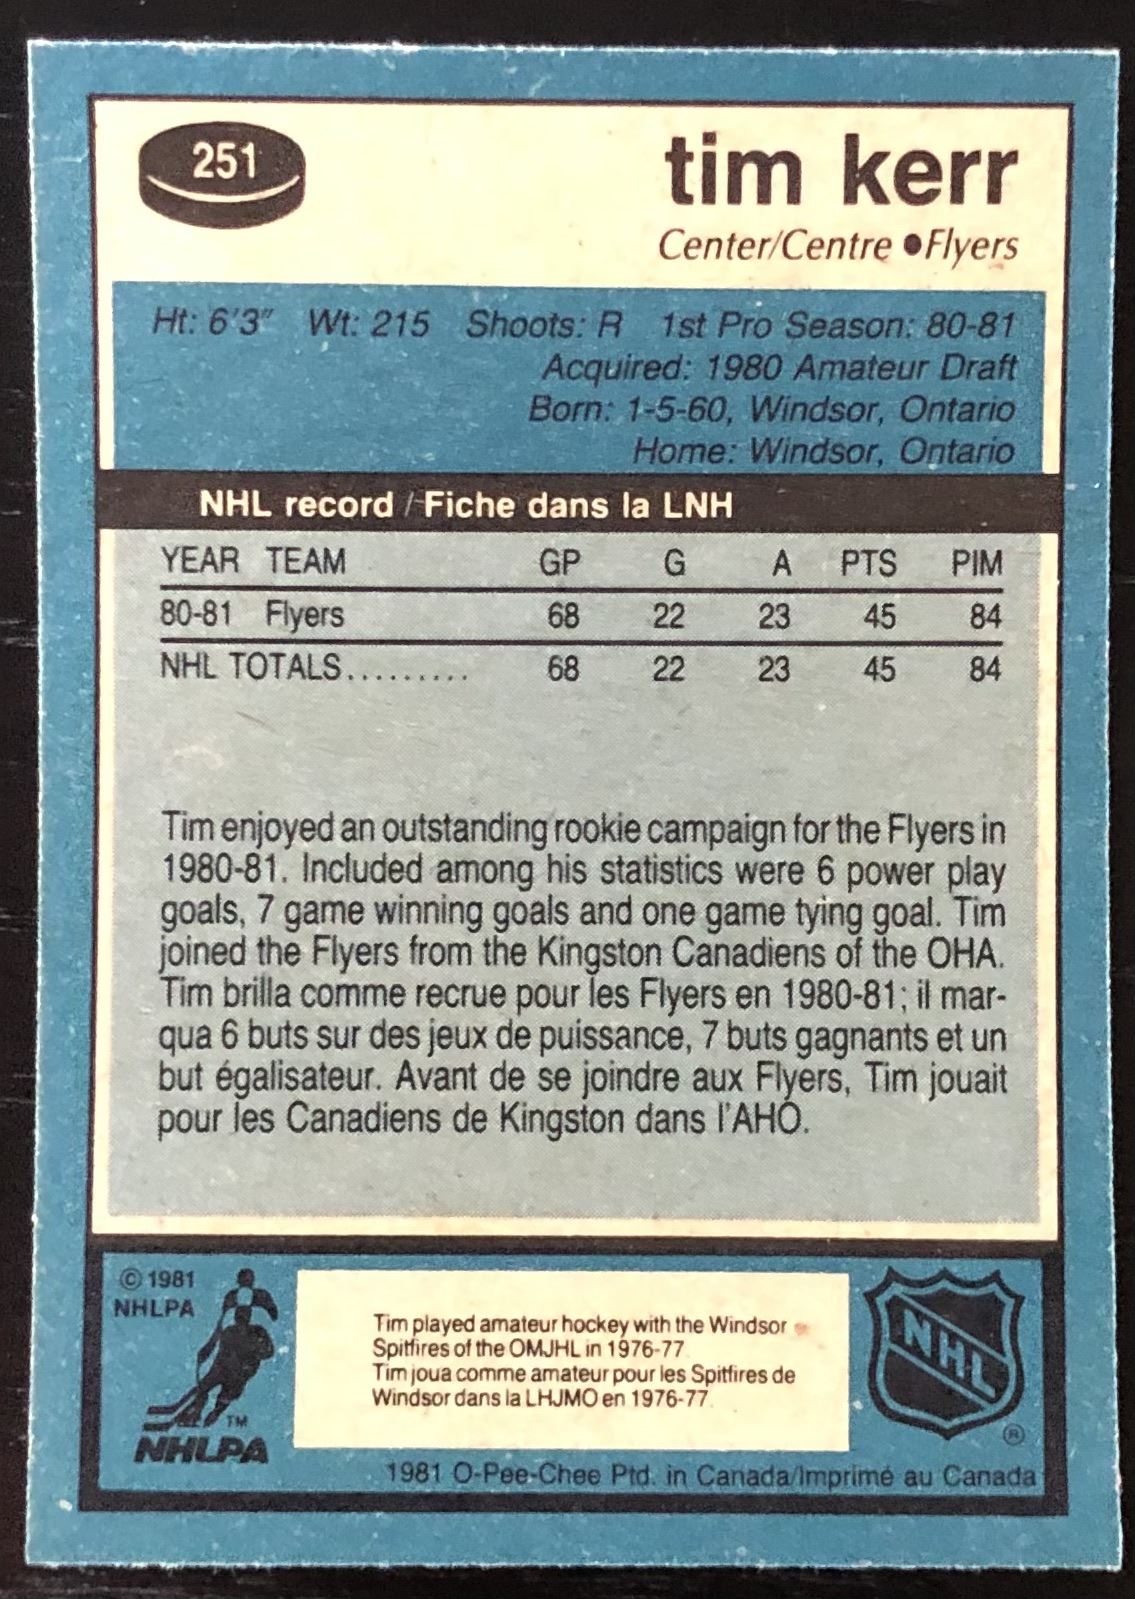 251
tim kerr
Center/Centre ●Flyers
Ht: 6'3" Wt: 215 Shoots: R 1st Pro Season: 80-81
Acquired: 1980 Amateur Draft
Born: 1-5-60, Windsor, Ontario
Home: Windsor, Ontario
NHL record / Fiche dans la LNH
YEAR TEAM GP G A PTS PIM
80-81 Flyers 68 22 23 45 84
NHL TOTALS......... 68 22 23 45 84
Tim enjoyed an outstanding rookie campaign for the Flyers in
1980-81. Included among his statistics were 6 power play
goals, 7 game winning goals and one game tying goal. Tim
joined the Flyers from the Kingston Canadiens of the OHA.
Tim brilla comme recrue pour les Flyers en 1980-81; il mar-
qua 6 buts sur des jeux de puissance, 7 buts gagnants et un
but égalisateur. Avant de se joindre aux Flyers, Tim jouait
pour les Canadiens de Kingston dans l'AHO.
© 1981
NHLPA
TM
NHLPA
Tim played amateur hockey with the Windsor
Spitfires of the OMJHL in 1976-77.
Tim joua comme amateur pour les Spitfires de
Windsor dans la LHJMO en 1976-77.
NHL
®
1981 O-Pee-Chee Ptd. in Canada/Imprimé au Canada